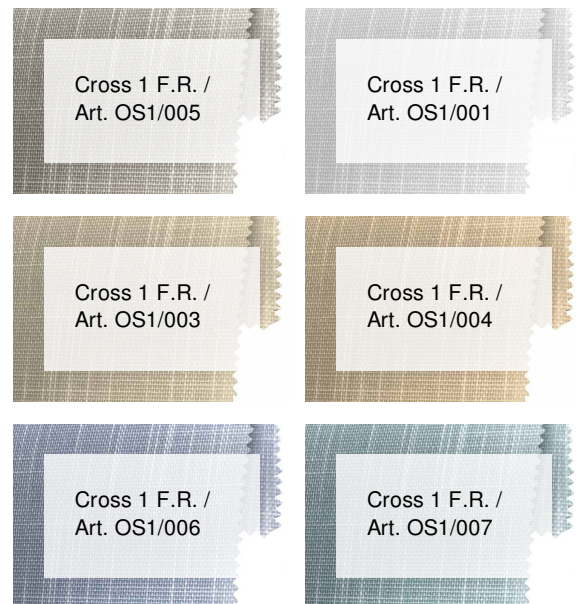 Cross 1 F.R. /
Art. OS1/005
Cross 1 F.R. /
Art. OS1/001
Cross 1 F.R. /
Art. OS1/003
Cross 1 F.R. /
Art. OS1/004
Cross 1 F.R. /
Art. OS1/006
Cross 1 F.R. /
Art. OS1/007